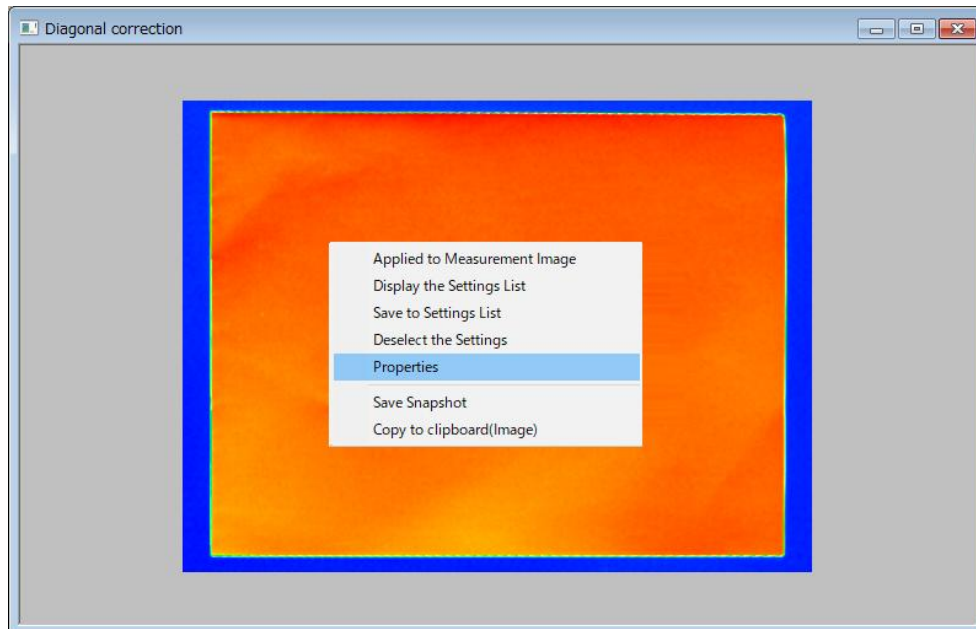 Diagonal correction
Applied to Measurement Image
Display the Settings List
Save to Settings List
Deselect the Settings
Properties
Save Snapshot
Copy to clipboard(Image)